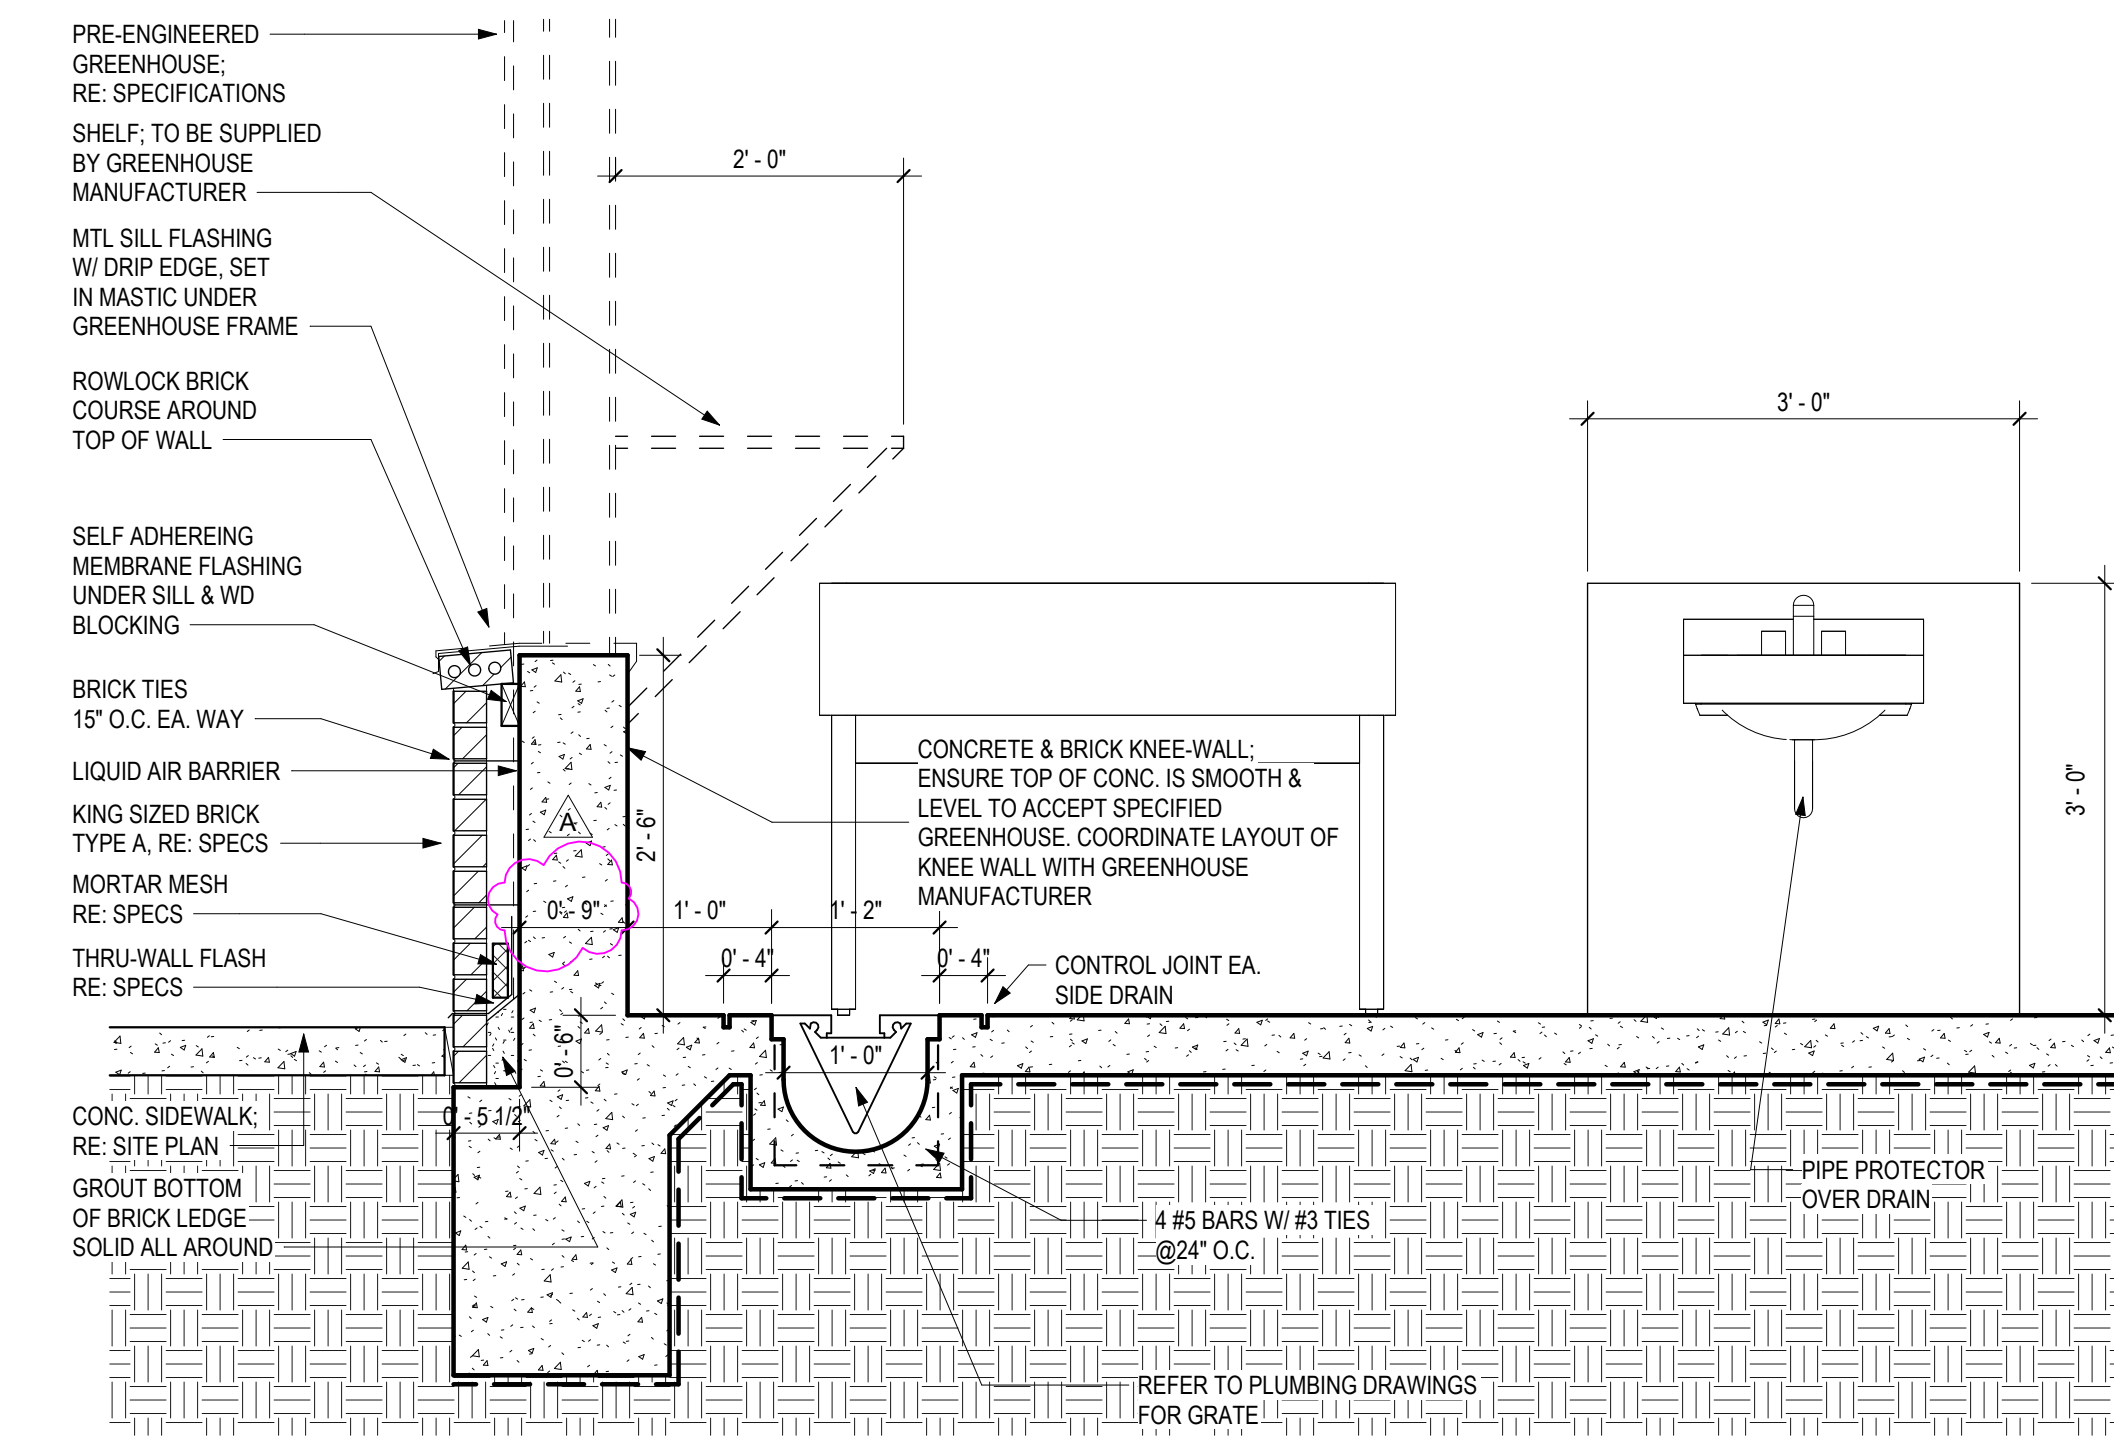 PRE-ENGINEERED
GREENHOUSE;
RE: SPECIFICATIONS
SHELF; TO BE SUPPLIED
BY GREENHOUSE
MANUFACTURER
MTL SILL FLASHING
W/ DRIP EDGE, SET
IN MASTIC UNDER
GREENHOUSE FRAME
ROWLOCK BRICK
COURSE AROUND
TOP OF WALL
SELF ADHEREING
MEMBRANE FLASHING
UNDER SILL & WD
BLOCKING
BRICK TIES
15" O.C. EA. WAY
LIQUID AIR BARRIER
KING SIZED BRICK
TYPE A, RE: SPECS
MORTAR MESH
RE: SPECS
THRU-WALL FLASH
RE: SPECS
CONC. SIDEWALK;
RE: SITE PLAN
GROUT BOTTOM
OF BRICK LEDGE
SOLID ALL AROUND
2' - 0"
3' - 0"
3' - 0"
CONCRETE & BRICK KNEE-WALL;
ENSURE TOP OF CONC. IS SMOOTH &
LEVEL TO ACCEPT SPECIFIED
GREENHOUSE. COORDINATE LAYOUT OF
KNEE WALL WITH GREENHOUSE
MANUFACTURER
A
2' - 6"
0' - 9"
1' - 0"
1' - 2"
0' - 4"
0' - 4"
CONTROL JOINT EA.
SIDE DRAIN
0' - 6"
1' - 0"
0' - 5 1/2"
4 #5 BARS W/ #3 TIES
@24" O.C.
PIPE PROTECTOR
OVER DRAIN
REFER TO PLUMBING DRAWINGS
FOR GRATE